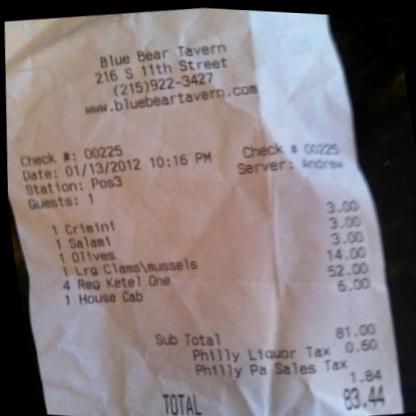 Blue Bear Tavern
216 S 11th Street
(215)922-3427
www.bluebeartavern.com
Check #: 00225 Check # 00225
Date: 01/13/2012 10:16 PM Server: Andrew
Station: Pos3
Guests: 1
1 Crimini 3.00
1 Salami 3.00
1 Olives 3.00
1 Lrg Clams\mussels 14.00
4 Reg Ketel One 52.00
1 House Cab 6.00
Sub Total 81.00
Philly Liquor Tax 0.60
Philly Pa Sales Tax
1.84
TOTAL 83.44